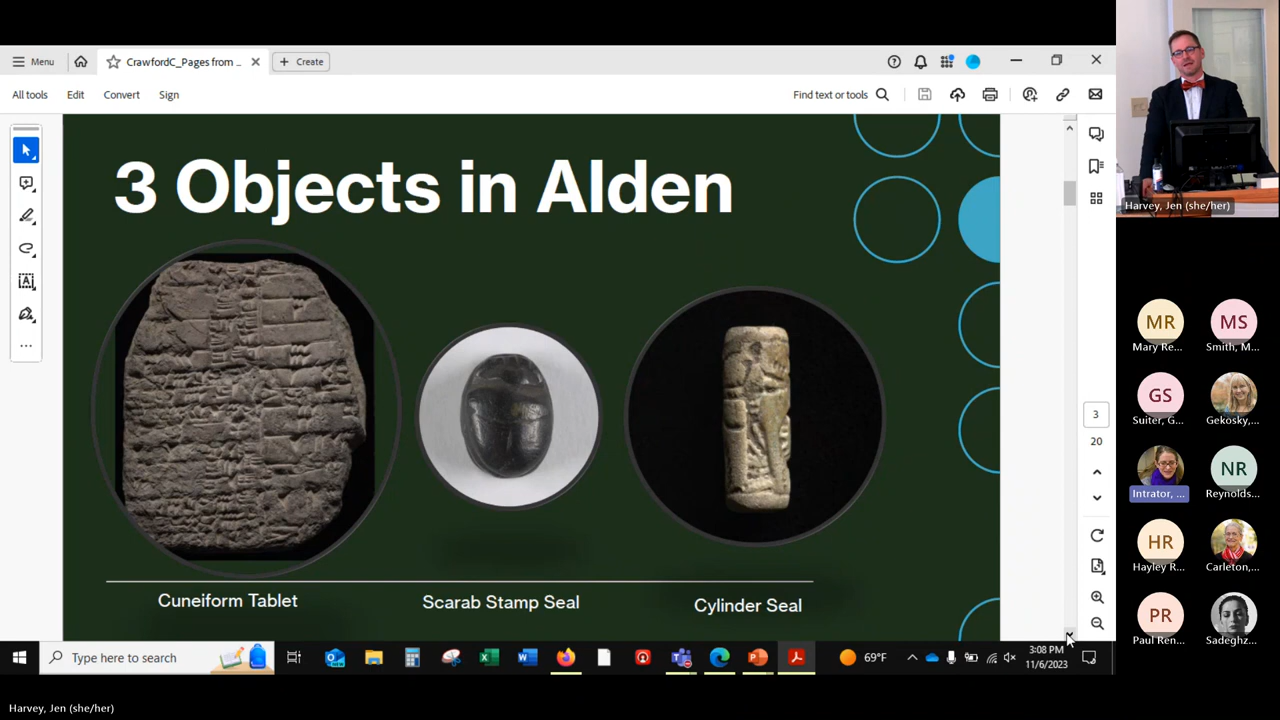 Menu
CrawfordC_Pages from ...
Create
All tools
Edit
Convert
Sign
Find text or tools
3 Objects in Alden
Cuneiform Tablet
Scarab Stamp Seal
Cylinder Seal
3
20
Type here to search
69°F
3:08 PM
11/6/2023
Harvey, Jen (she/her)
MR
MS
Mary Re...
Smith, M...
GS
Suiter, G...
Gekosky,...
NR
Intrator, ...
Reynolds...
HR
Hayley R...
Carleton,...
PR
Paul Ren...
Sadeghz...
Harvey, Jen (she/her)